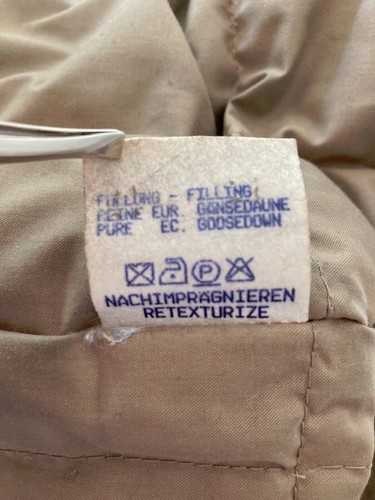 FÜLLUNG - FILLING
REINE EUR. GÄNSEDAUNE
PURE EC. GOOSEDOWN
P
NACHIMPRÄGNIEREN
RETEXTURIZE